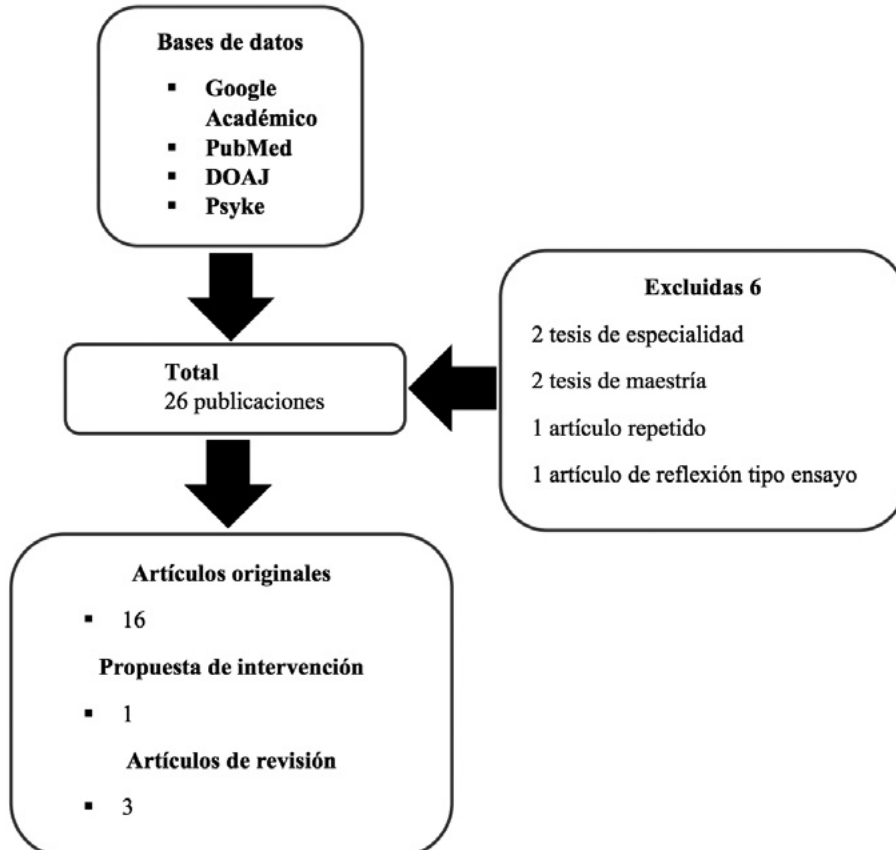 Bases de datos
▪ Google
Académico
▪ PubMed
▪ DOAJ
▪ Psyke
Excluidas 6
2 tesis de especialidad
2 tesis de maestría
1 artículo repetido
1 artículo de reflexión tipo ensayo
Total
26 publicaciones
Artículos originales
▪ 16
Propuesta de intervención
▪ 1
Artículos de revisión
▪ 3